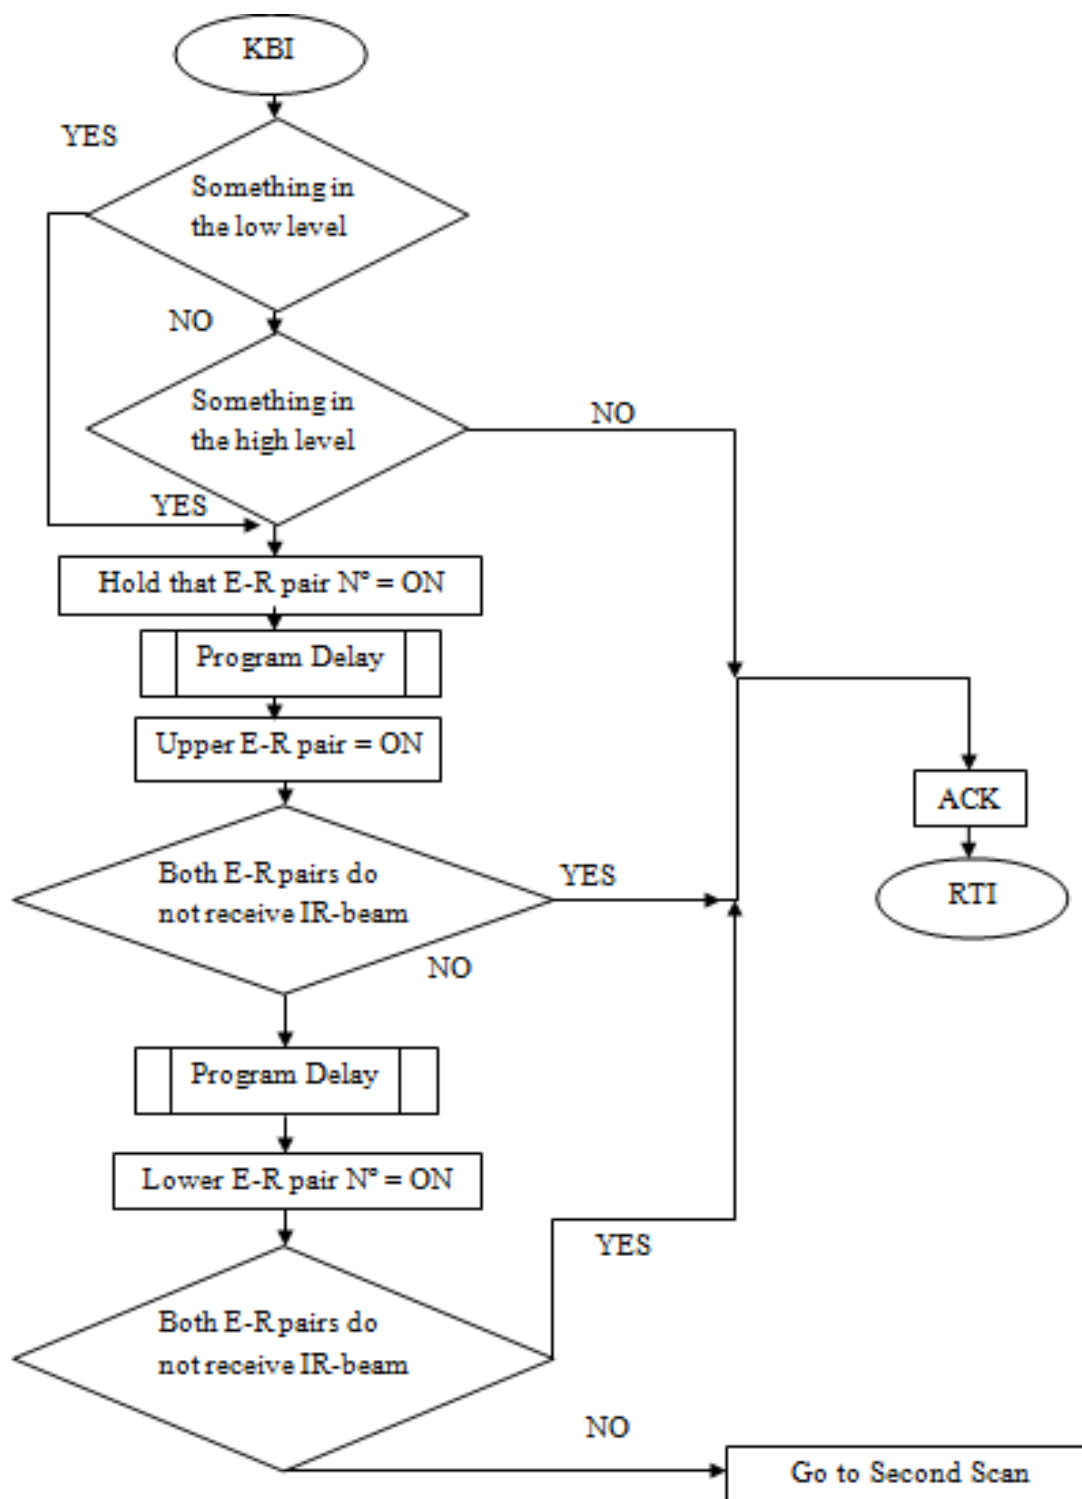 KBI
YES
Something in
the low level
NO
Something in
the high level
NO
YES
Hold that E-R pair Nº = ON
Program Delay
Upper E-R pair = ON
ACK
Both E-R pairs do
not receive IR-beam
YES
RTI
NO
Program Delay
Lower E-R pair Nº = ON
YES
Both E-R pairs do
not receive IR-beam
NO
Go to Second Scan